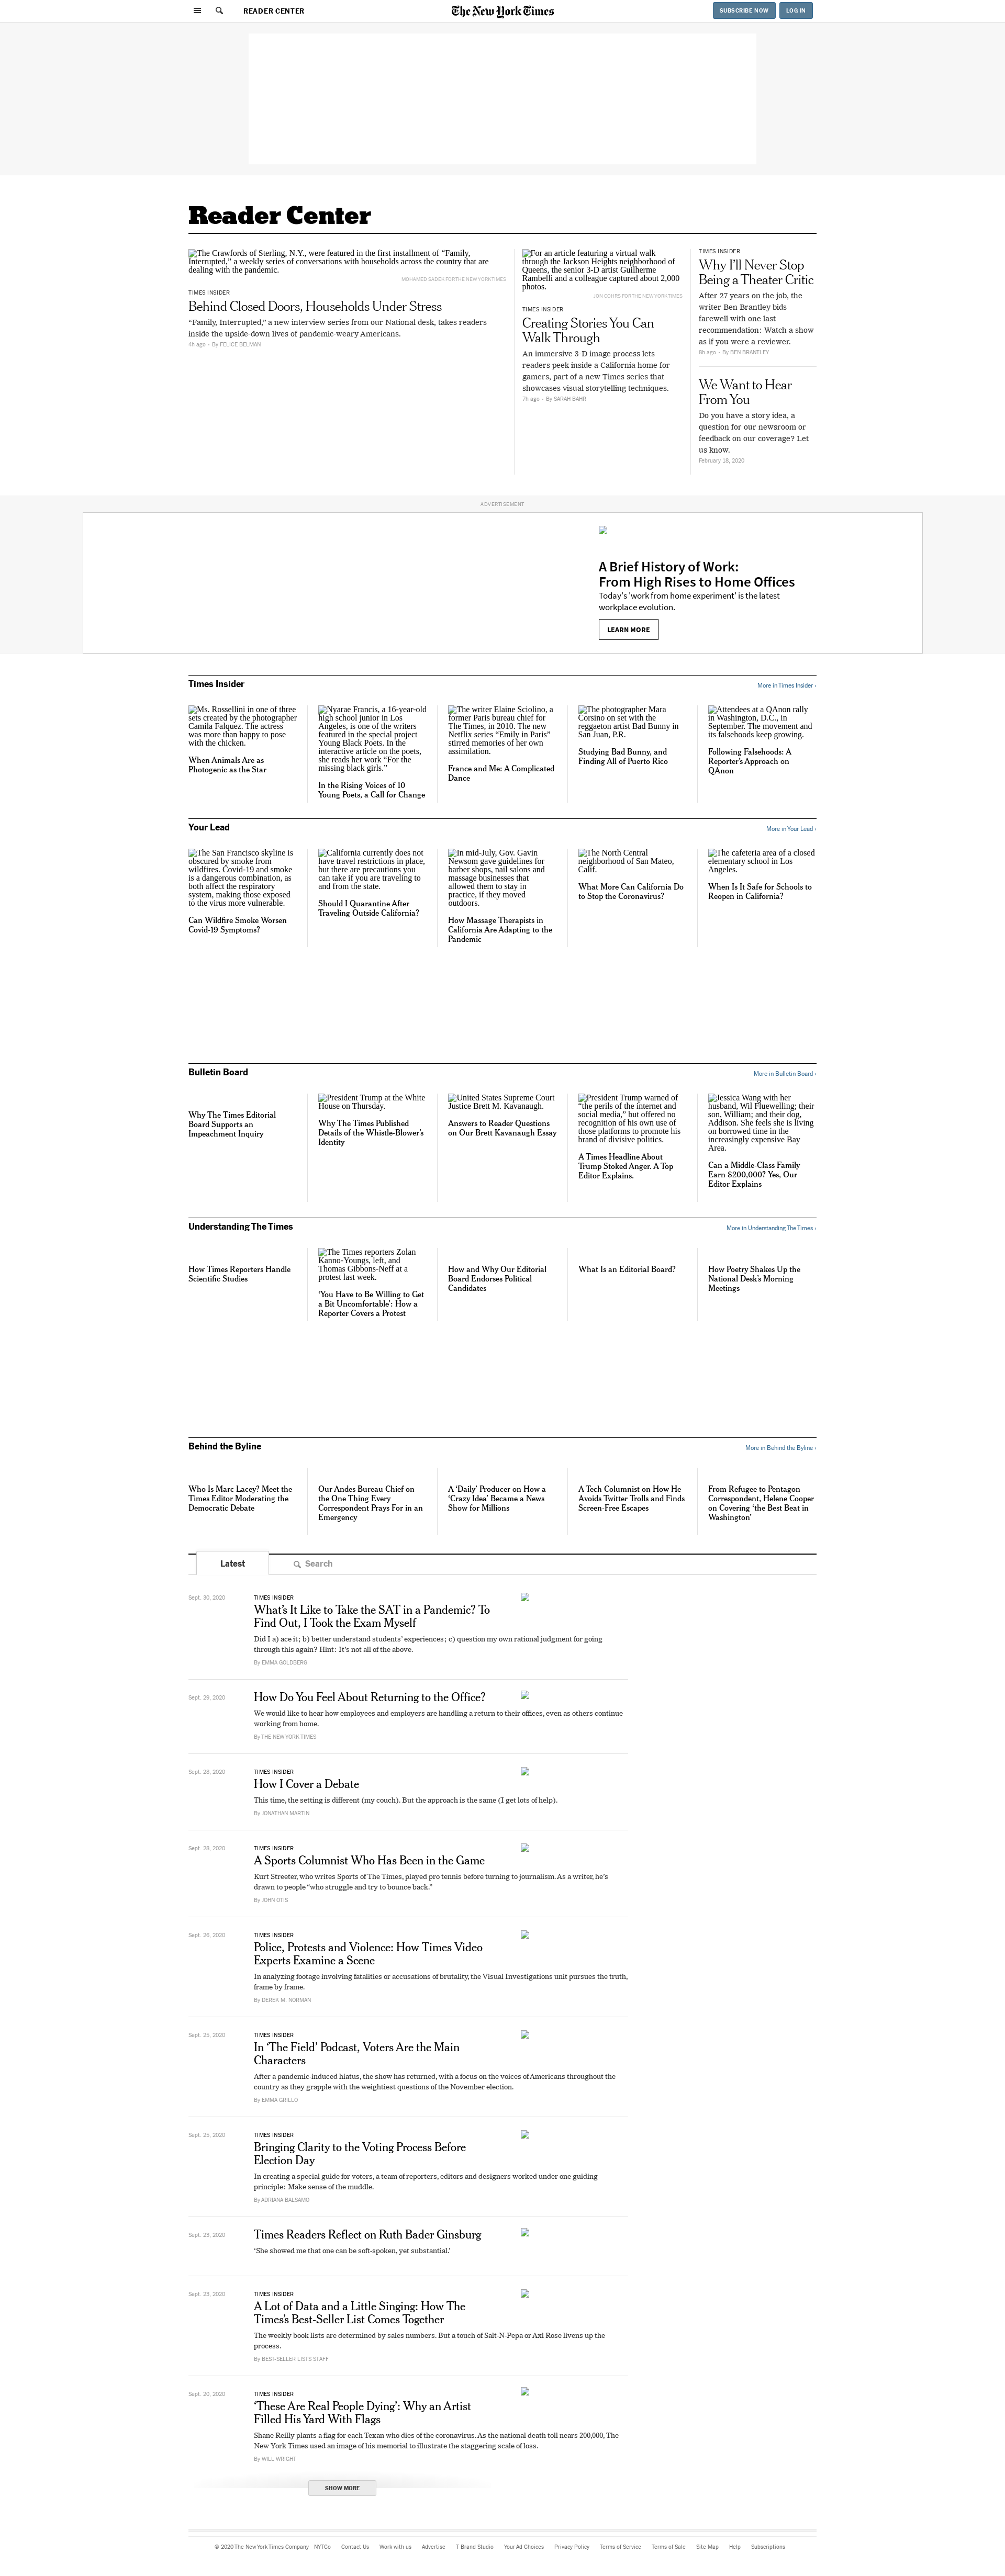 READER CENTER
The New York Times
SUBSCRIBE NOW
LOG IN
Reader Center
The Crawfords of Sterling, N.Y., were featured in the first installment of “Family,
Interrupted,” a weekly series of conversations with households across the country that are
dealing with the pandemic.
MOHAMED SADEK FOR THE NEW YORK TIMES
TIMES INSIDER
Behind Closed Doors, Households Under Stress
“Family, Interrupted,” a new interview series from our National desk, takes readers
inside the upside-down lives of pandemic-weary Americans.
4h ago - By FELICE BELMAN
For an article featuring a virtual walk
through the Jackson Heights neighborhood of
Queens, the senior 3-D artist Guilherme
Rambelli and a colleague captured about 2,000
photos.
JON COHRS FOR THE NEW YORK TIMES
TIMES INSIDER
Creating Stories You Can
Walk Through
An immersive 3-D image process lets
readers peek inside a California home for
gamers, part of a new Times series that
showcases visual storytelling techniques.
7h ago - By SARAH BAHR
TIMES INSIDER
Why I’ll Never Stop
Being a Theater Critic
After 27 years on the job, the
writer Ben Brantley bids
farewell with one last
recommendation: Watch a show
as if you were a reviewer.
8h ago - By BEN BRANTLEY
We Want to Hear
From You
Do you have a story idea, a
question for our newsroom or
feedback on our coverage? Let
us know.
February 18, 2020
ADVERTISEMENT
A Brief History of Work:
From High Rises to Home Offices
Today's 'work from home experiment' is the latest
workplace evolution.
LEARN MORE
Times Insider
More in Times Insider ›
Ms. Rossellini in one of three
sets created by the photographer
Camila Falquez. The actress
was more than happy to pose
with the chicken.
When Animals Are as
Photogenic as the Star
Nyarae Francis, a 16-year-old
high school junior in Los
Angeles, is one of the writers
featured in the special project
Young Black Poets. In the
interactive article on the poets,
she reads her work “For the
missing black girls.”
In the Rising Voices of 10
Young Poets, a Call for Change
The writer Elaine Sciolino, a
former Paris bureau chief for
The Times, in 2010. The new
Netflix series “Emily in Paris”
stirred memories of her own
assimilation.
France and Me: A Complicated
Dance
The photographer Mara
Corsino on set with the
reggaeton artist Bad Bunny in
San Juan, P.R.
Studying Bad Bunny, and
Finding All of Puerto Rico
Attendees at a QAnon rally
in Washington, D.C., in
September. The movement and
its falsehoods keep growing.
Following Falsehoods: A
Reporter’s Approach on
QAnon
Your Lead
More in Your Lead ›
The San Francisco skyline is
obscured by smoke from
wildfires. Covid-19 and smoke
is a dangerous combination, as
both affect the respiratory
system, making those exposed
to the virus more vulnerable.
Can Wildfire Smoke Worsen
Covid-19 Symptoms?
California currently does not
have travel restrictions in place,
but there are precautions you
can take if you are traveling to
and from the state.
Should I Quarantine After
Traveling Outside California?
In mid-July, Gov. Gavin
Newsom gave guidelines for
barber shops, nail salons and
massage businesses that
allowed them to stay in
practice, if they moved
outdoors.
How Massage Therapists in
California Are Adapting to the
Pandemic
The North Central
neighborhood of San Mateo,
Calif.
What More Can California Do
to Stop the Coronavirus?
The cafeteria area of a closed
elementary school in Los
Angeles.
When Is It Safe for Schools to
Reopen in California?
Bulletin Board
More in Bulletin Board ›
Why The Times Editorial
Board Supports an
Impeachment Inquiry
President Trump at the White
House on Thursday.
Why The Times Published
Details of the Whistle-Blower’s
Identity
United States Supreme Court
Justice Brett M. Kavanaugh.
Answers to Reader Questions
on Our Brett Kavanaugh Essay
President Trump warned of
“the perils of the internet and
social media,” but offered no
recognition of his own use of
those platforms to promote his
brand of divisive politics.
A Times Headline About
Trump Stoked Anger. A Top
Editor Explains.
Jessica Wang with her
husband, Wil Fluewelling; their
son, William; and their dog,
Addison. She feels she is living
on borrowed time in the
increasingly expensive Bay
Area.
Can a Middle-Class Family
Earn $200,000? Yes, Our
Editor Explains
Understanding The Times
More in Understanding The Times ›
How Times Reporters Handle
Scientific Studies
The Times reporters Zolan
Kanno-Youngs, left, and
Thomas Gibbons-Neff at a
protest last week.
‘You Have to Be Willing to Get
a Bit Uncomfortable’: How a
Reporter Covers a Protest
How and Why Our Editorial
Board Endorses Political
Candidates
What Is an Editorial Board?
How Poetry Shakes Up the
National Desk’s Morning
Meetings
Behind the Byline
More in Behind the Byline ›
Who Is Marc Lacey? Meet the
Times Editor Moderating the
Democratic Debate
Our Andes Bureau Chief on
the One Thing Every
Correspondent Prays For in an
Emergency
A ‘Daily’ Producer on How a
‘Crazy Idea’ Became a News
Show for Millions
A Tech Columnist on How He
Avoids Twitter Trolls and Finds
Screen-Free Escapes
From Refugee to Pentagon
Correspondent, Helene Cooper
on Covering ‘the Best Beat in
Washington’
Latest
Search
Sept. 30, 2020
TIMES INSIDER
What’s It Like to Take the SAT in a Pandemic? To
Find Out, I Took the Exam Myself
Did I a) ace it; b) better understand students’ experiences; c) question my own rational judgment for going
through this again? Hint: It’s not all of the above.
By EMMA GOLDBERG
Sept. 29, 2020
How Do You Feel About Returning to the Office?
We would like to hear how employees and employers are handling a return to their offices, even as others continue
working from home.
By THE NEW YORK TIMES
Sept. 28, 2020
TIMES INSIDER
How I Cover a Debate
This time, the setting is different (my couch). But the approach is the same (I get lots of help).
By JONATHAN MARTIN
Sept. 28, 2020
TIMES INSIDER
A Sports Columnist Who Has Been in the Game
Kurt Streeter, who writes Sports of The Times, played pro tennis before turning to journalism. As a writer, he’s
drawn to people “who struggle and try to bounce back.”
By JOHN OTIS
Sept. 26, 2020
TIMES INSIDER
Police, Protests and Violence: How Times Video
Experts Examine a Scene
In analyzing footage involving fatalities or accusations of brutality, the Visual Investigations unit pursues the truth,
frame by frame.
By DEREK M. NORMAN
Sept. 25, 2020
TIMES INSIDER
In ‘The Field’ Podcast, Voters Are the Main
Characters
After a pandemic-induced hiatus, the show has returned, with a focus on the voices of Americans throughout the
country as they grapple with the weightiest questions of the November election.
By EMMA GRILLO
Sept. 25, 2020
TIMES INSIDER
Bringing Clarity to the Voting Process Before
Election Day
In creating a special guide for voters, a team of reporters, editors and designers worked under one guiding
principle: Make sense of the muddle.
By ADRIANA BALSAMO
Sept. 23, 2020
Times Readers Reflect on Ruth Bader Ginsburg
‘She showed me that one can be soft-spoken, yet substantial.’
Sept. 23, 2020
TIMES INSIDER
A Lot of Data and a Little Singing: How The
Times’s Best-Seller List Comes Together
The weekly book lists are determined by sales numbers. But a touch of Salt-N-Pepa or Axl Rose livens up the
process.
By BEST-SELLER LISTS STAFF
Sept. 20, 2020
TIMES INSIDER
‘These Are Real People Dying’: Why an Artist
Filled His Yard With Flags
Shane Reilly plants a flag for each Texan who dies of the coronavirus. As the national death toll nears 200,000, The
New York Times used an image of his memorial to illustrate the staggering scale of loss.
By WILL WRIGHT
SHOW MORE
© 2020 The New York Times Company NYTCo Contact Us Work with us Advertise T Brand Studio Your Ad Choices Privacy Policy Terms of Service Terms of Sale Site Map Help Subscriptions